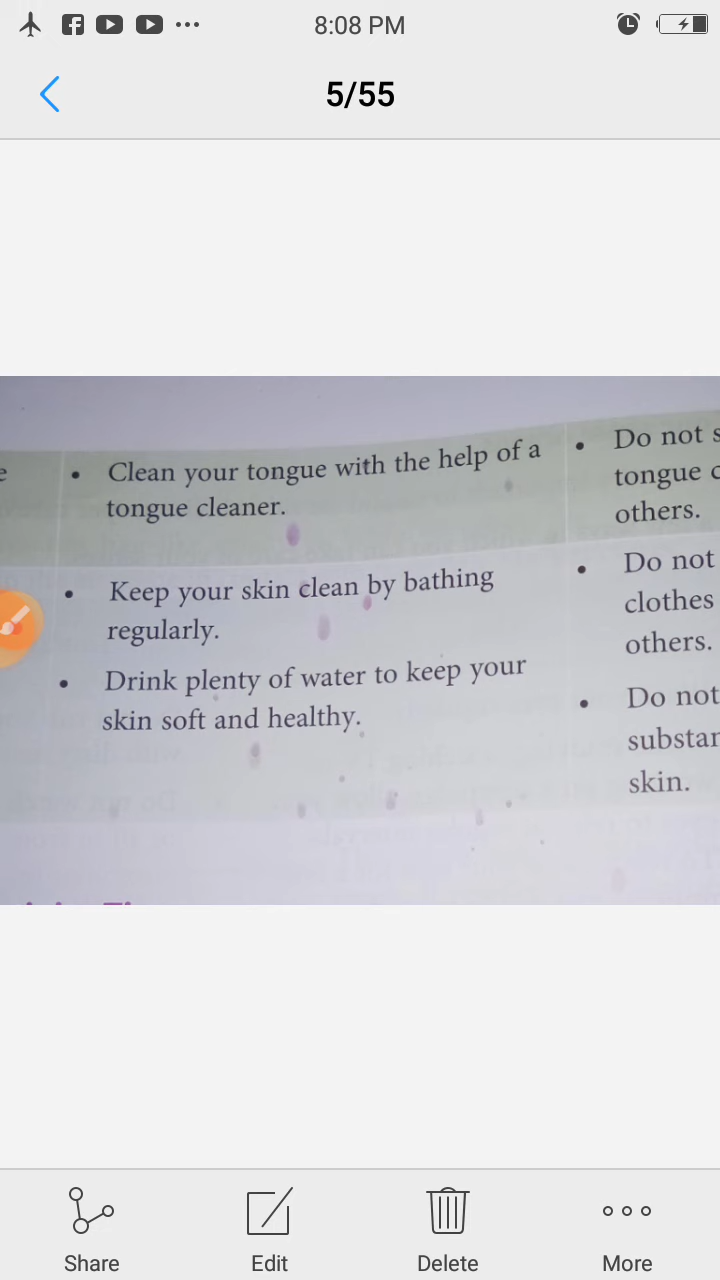 8:08 PM
5/55
Clean your tongue with the help of a
tongue cleaner.
Keep your skin clean by bathing
regularly.
Drink plenty of water to keep your
skin soft and healthy.
Do not
tongue
others.
Do not
clothes
others.
Do not
skin.
Share
Edit
Delete
More